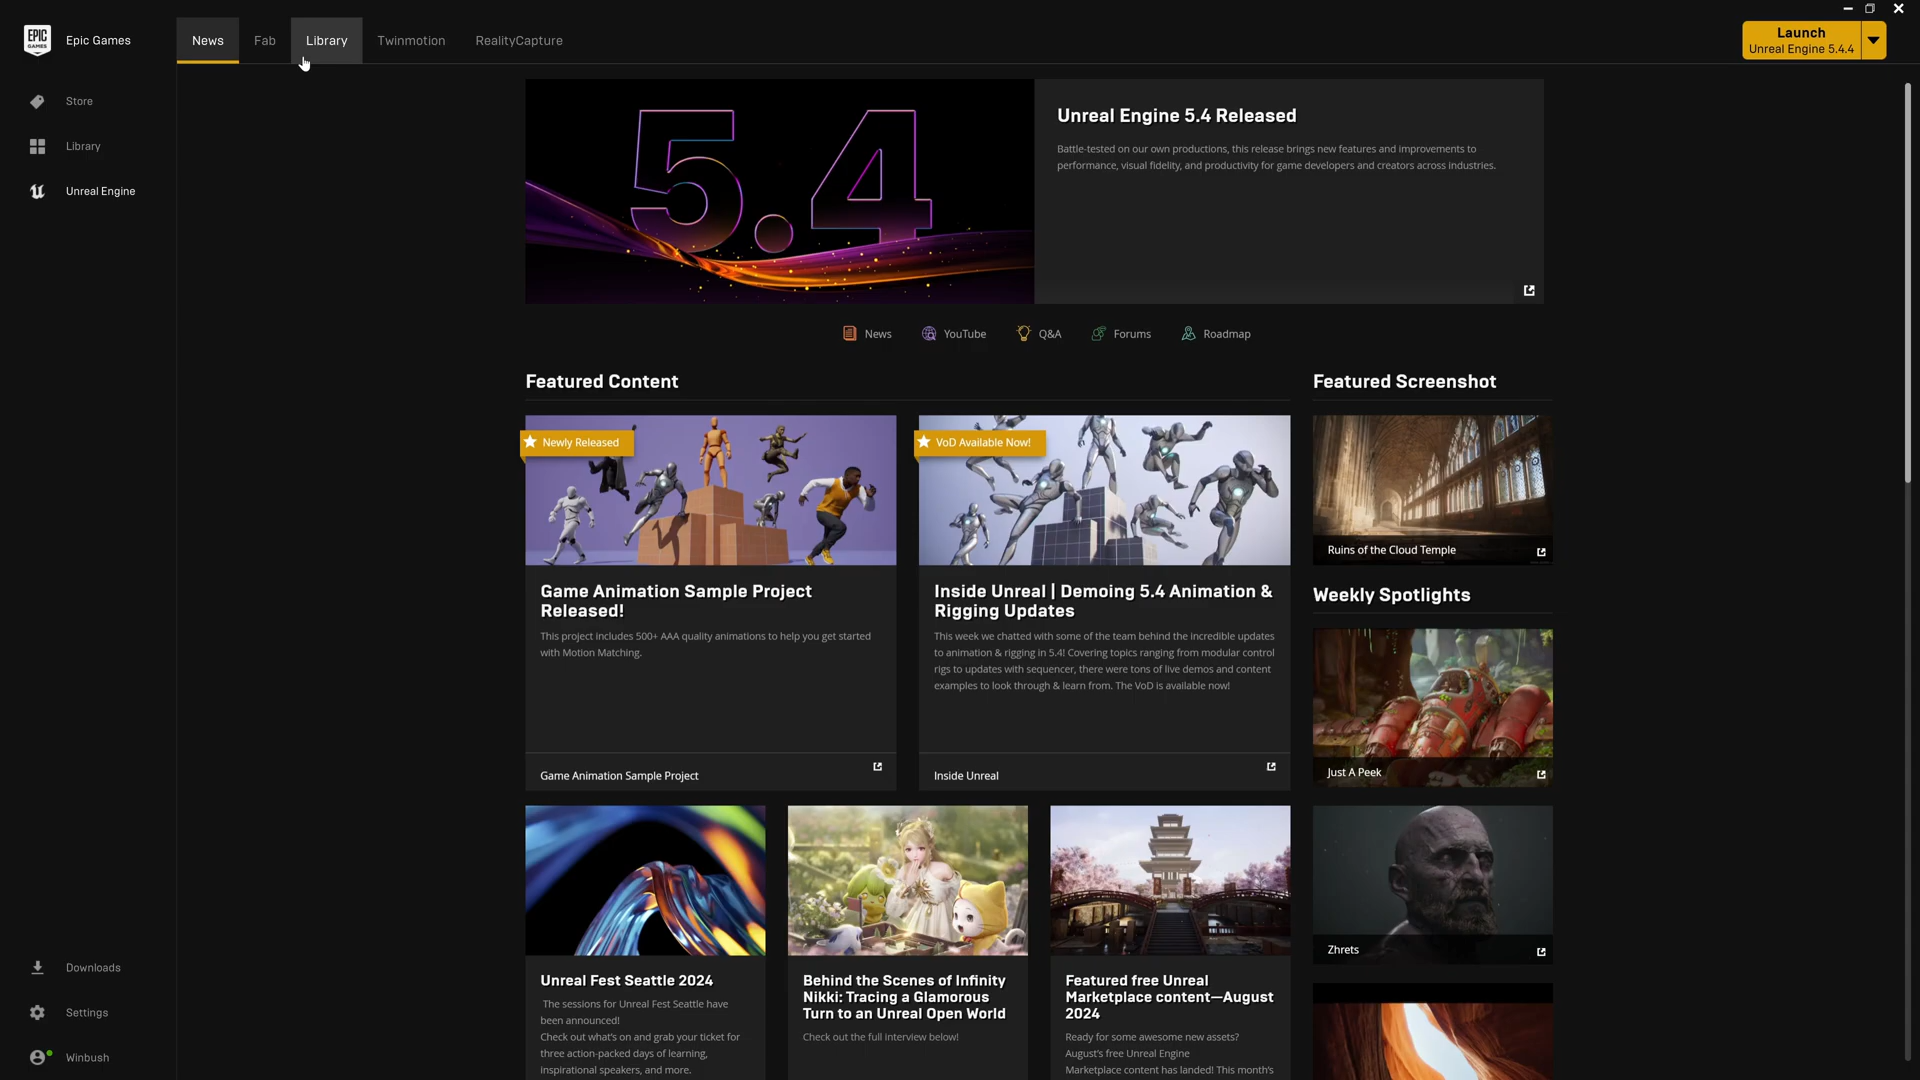 EPIC GAMES
Epic Games
News
Fab
Library
Twinmotion
RealityCapture
Launch
Unreal Engine 5.4.4
Store
Library
Unreal Engine
5.4
Unreal Engine 5.4 Released
Battle-tested on our own productions, this release brings new features and improvements to
performance, visual fidelity, and productivity for game developers and creators across industries.
News
YouTube
Q&A
Forums
Roadmap
Featured Content
Featured Screenshot
Newly Released
VoD Available Now!
Ruins of the Cloud Temple
Game Animation Sample Project
Released!
This project includes 500+ AAA quality animations to help you get started
with Motion Matching.
Game Animation Sample Project
Inside Unreal | Demoing 5.4 Animation &
Rigging Updates
This week we chatted with some of the team behind the incredible updates
to animation & rigging in 5.4! Covering topics ranging from modular control
rigs to updates with sequencer, there were tons of live demos and content
examples to look through & learn from. The VoD is available now!
Inside Unreal
Weekly Spotlights
Just A Peek
Zhrets
Unreal Fest Seattle 2024
The sessions for Unreal Fest Seattle have
been announced!
Check out what's on and grab your ticket for
three action-packed days of learning,
inspirational speakers, and more.
Behind the Scenes of Infinity
Nikki: Tracing a Glamorous
Turn to an Unreal Open World
Check out the full interview below!
Featured free Unreal
Marketplace content—August
2024
Ready for some awesome new assets?
August's free Unreal Engine
Marketplace content has landed! This month's
Downloads
Settings
Winbush